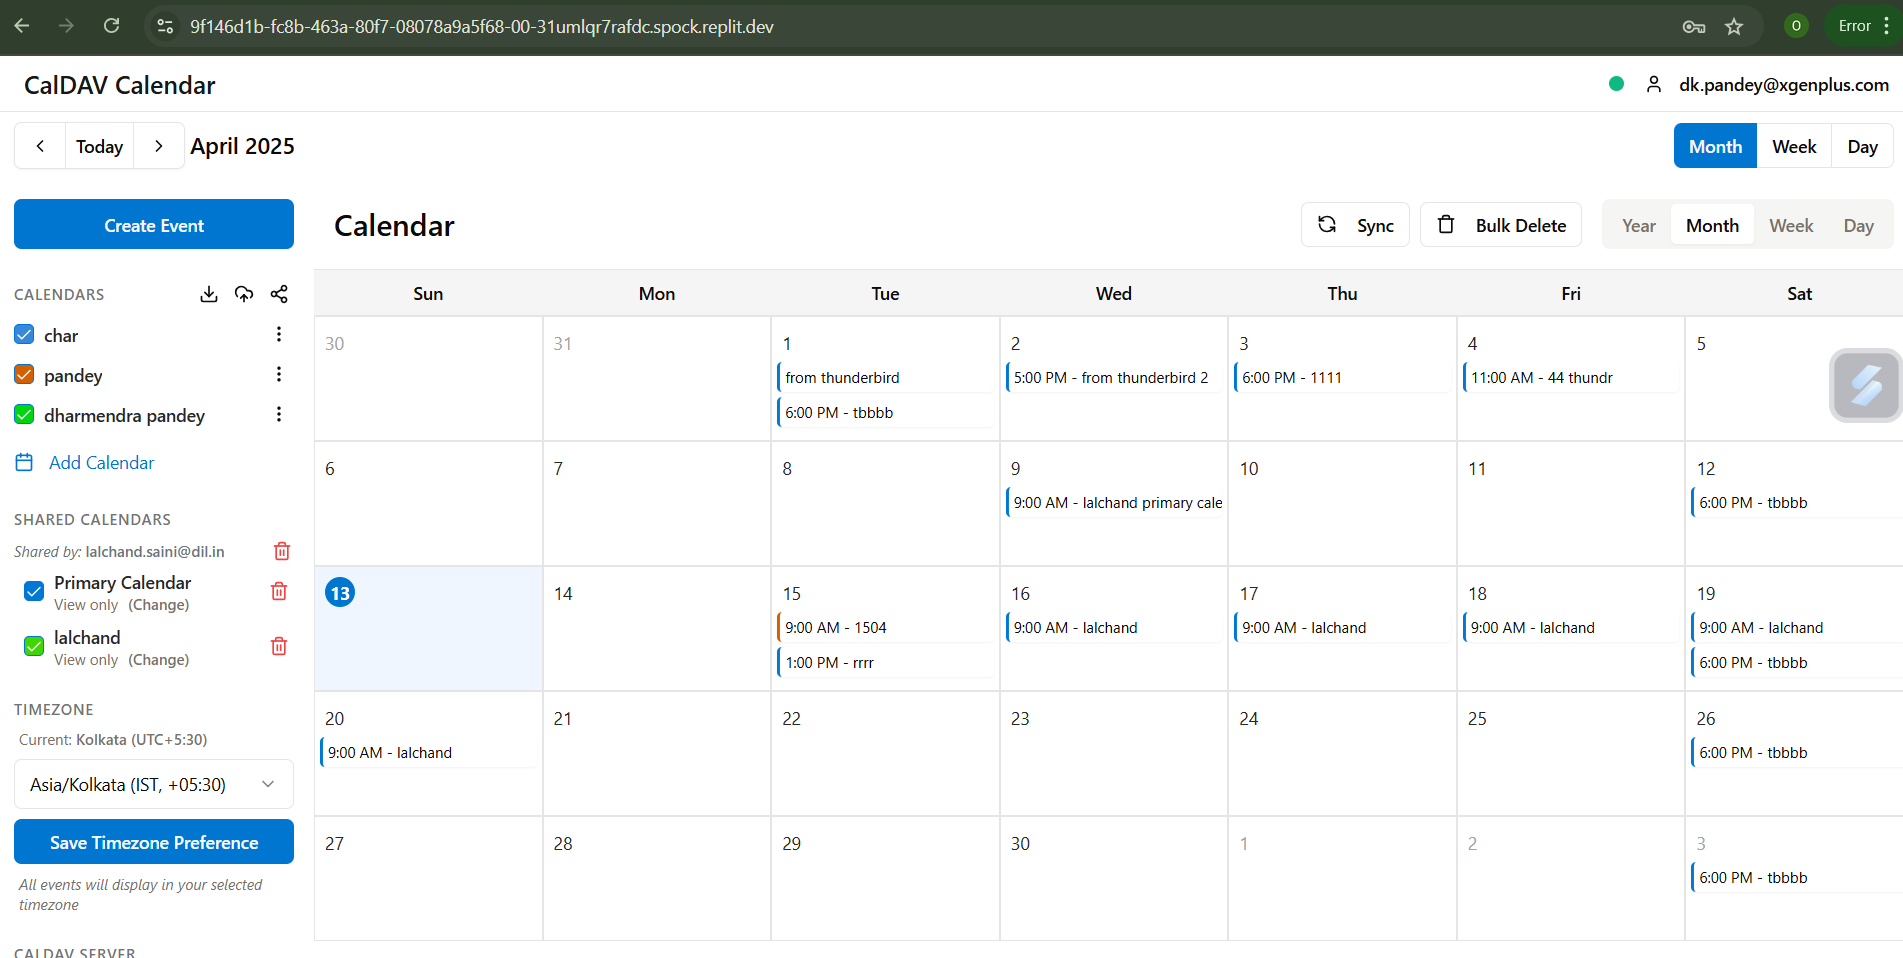 9f146d1b-fc8b-463a-80f7-08078a9a5f68-00-31umlqr7rafdc.spock.replit.dev
0
Error
CalDAV Calendar
dk.pandey@xgenplus.com
Today
April 2025
Month
Week
Day
Create Event
Calendar
Sync
Bulk Delete
Year
Month
Week
Day
CALENDARS
char
pandey
dharmendra pandey
Add Calendar
SHARED CALENDARS
Shared by: lalchand.saini@dil.in
Primary Calendar
View only (Change)
lalchand
View only (Change)
TIMEZONE
Current: Kolkata (UTC+5:30)
Asia/Kolkata (IST, +05:30)
Save Timezone Preference
All events will display in your selected
timezone
CALDAV SERVER
Sun Mon Tue Wed Thu Fri Sat
30 31 1 2 3 4 5
from thunderbird
5:00 PM - from thunderbird 2
6:00 PM - 1111
11:00 AM - 44 thundr
6:00 PM - tbbbb
6 7 8 9 10 11 12
9:00 AM - lalchand primary cale
6:00 PM - tbbbb
13 14 15 16 17 18 19
9:00 AM - 1504
9:00 AM - lalchand
9:00 AM - lalchand
9:00 AM - lalchand
9:00 AM - lalchand
1:00 PM - rrrr
6:00 PM - tbbbb
20 21 22 23 24 25 26
9:00 AM - lalchand
6:00 PM - tbbbb
27 28 29 30 1 2 3
6:00 PM - tbbbb